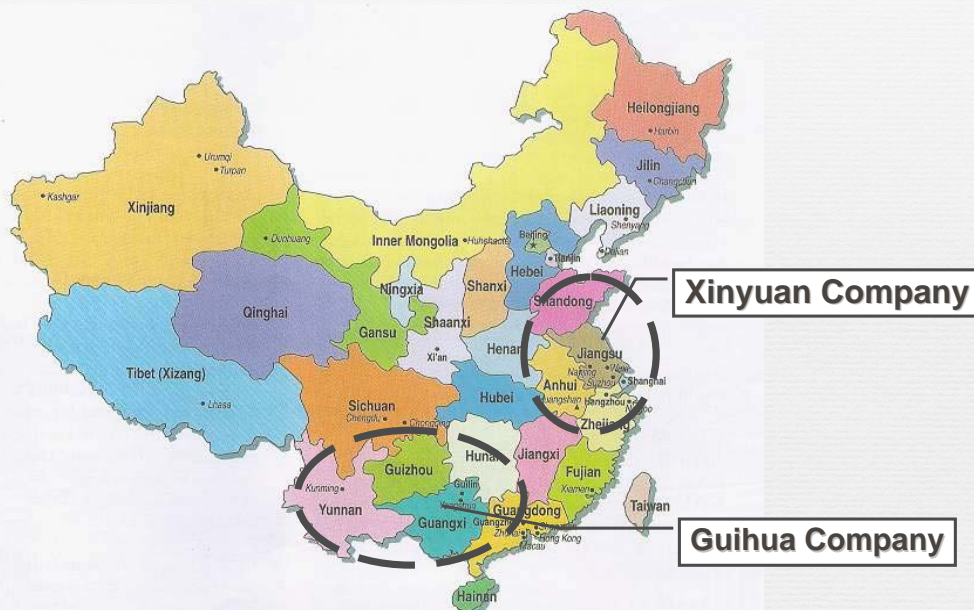 Heilongjiang
Harbin
Jilin
Changchun
Urumqi
Turpan
Liaoning
Shenyang
Kashgar
Xinjiang
Dunhuang
Inner Mongolia
Beijing
Dalian
Tianjin
Hebei
Ningxia
Shanxi
Shandong
Xinyuan Company
Qinghai
Gansu
Shaanxi
Henan
Xi'an
Jiangsu
Nanjing
Suzhou
Shanghai
Tibet (Xizang)
Anhui
Hubei
Hangzhou
Lhasa
Sichuan
Chengdu
Zhejiang
Hunan
Jiangxi
Guizhou
Fujian
Guilin
Xiamen
Kunming
Yunnan
Guangdong
Taiwan
Guangxi
Hong Kong
Macau
Guihua Company
Hainan